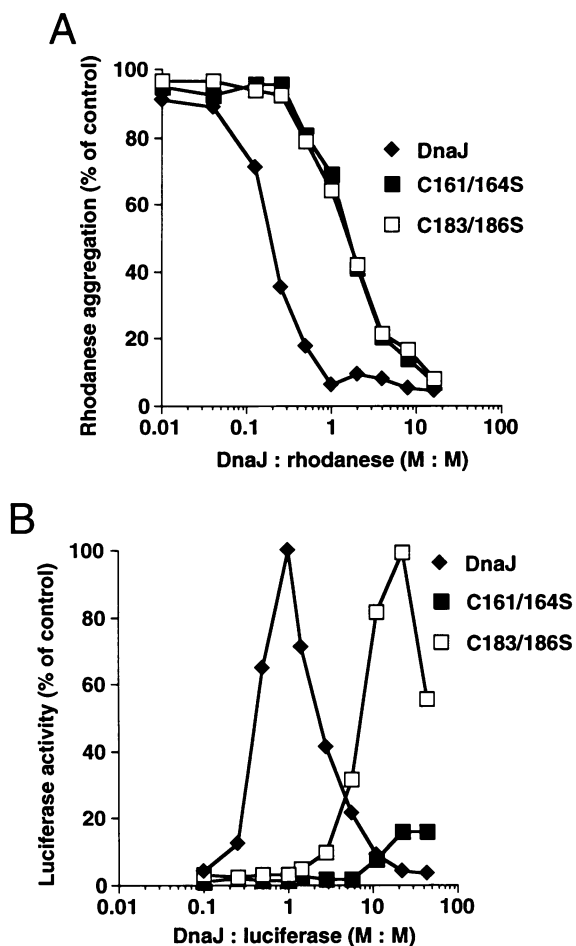 A
Rhodanese aggregation (% of control)
100
80
60
40
20
0
0.01 0.1 1 10 100
DnaJ : rhodanese (M : M)
DnaJ
C161/164S
C183/186S
B
Luciferase activity (% of control)
100
80
60
40
20
0
0.01 0.1 1 10 100
DnaJ : luciferase (M : M)
DnaJ
C161/164S
C183/186S